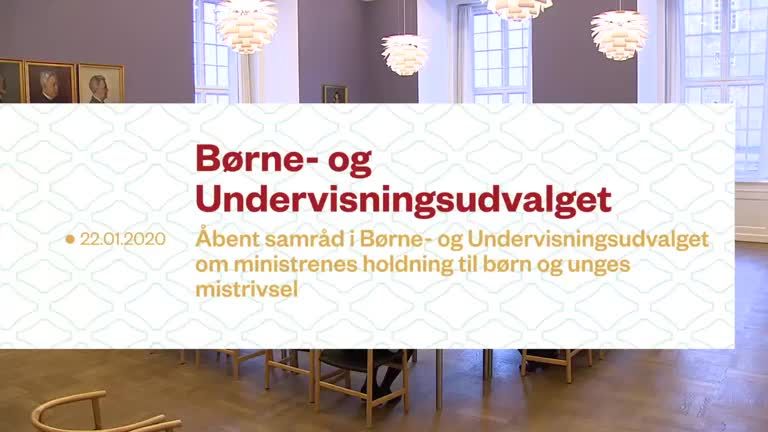 Børne- og
Undervisningsudvalget
22.01.2020
Åbent samråd i Børne- og Undervisningsudvalget
om ministrenes holdning til børn og unges
mistrivsel